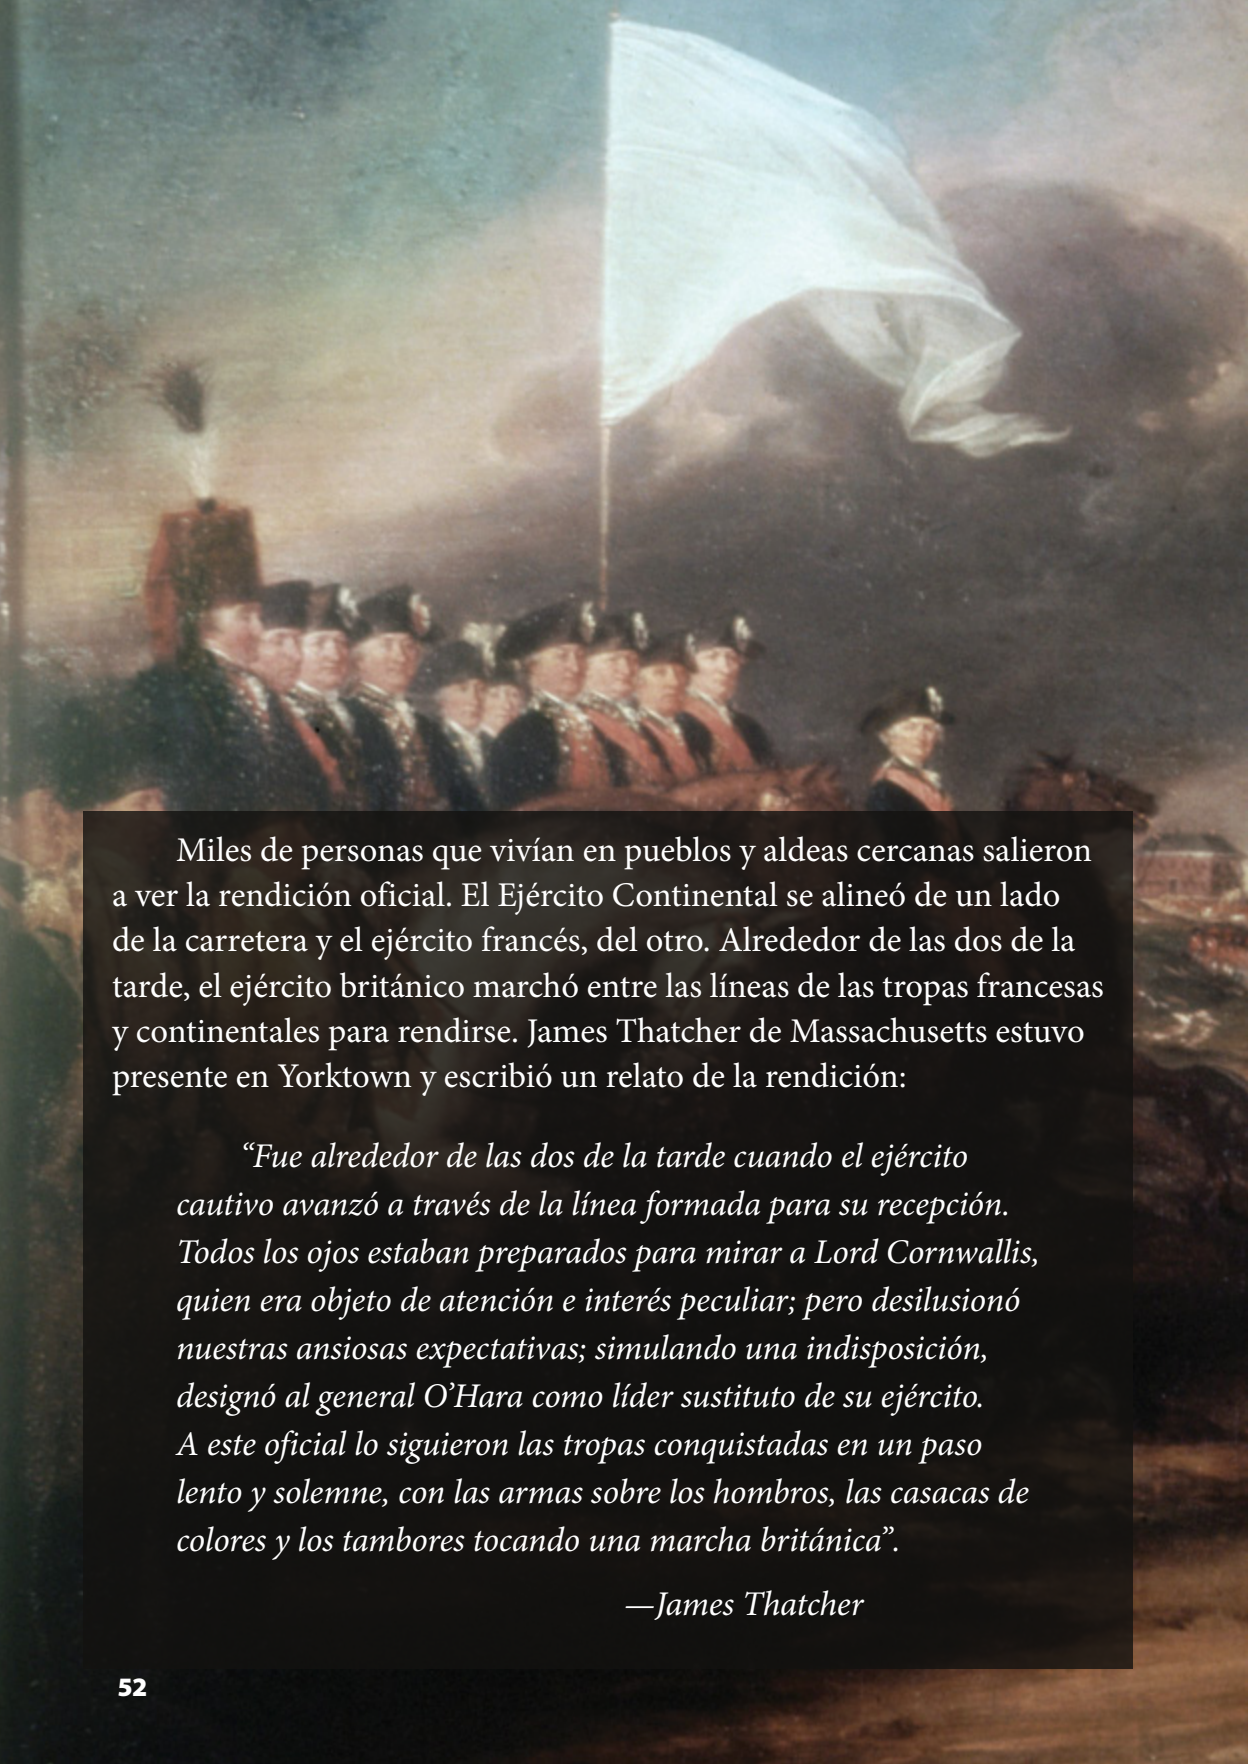 Miles de personas que vivían en pueblos y aldeas cercanas salieron
a ver la rendición oficial. El Ejército Continental se alineó de un lado
de la carretera y el ejército francés, del otro. Alrededor de las dos de la
tarde, el ejército británico marchó entre las líneas de las tropas francesas
y continentales para rendirse. James Thatcher de Massachusetts estuvo
presente en Yorktown y escribió un relato de la rendición:
“Fue alrededor de las dos de la tarde cuando el ejército
cautivo avanzó a través de la línea formada para su recepción.
Todos los ojos estaban preparados para mirar a Lord Cornwallis,
quien era objeto de atención e interés peculiar; pero desilusionó
nuestras ansiosas expectativas; simulando una indisposición,
designó al general O’Hara como líder sustituto de su ejército.
A este oficial lo siguieron las tropas conquistadas en un paso
lento y solemne, con las armas sobre los hombros, las casacas de
colores y los tambores tocando una marcha británica”.
—James Thatcher
52